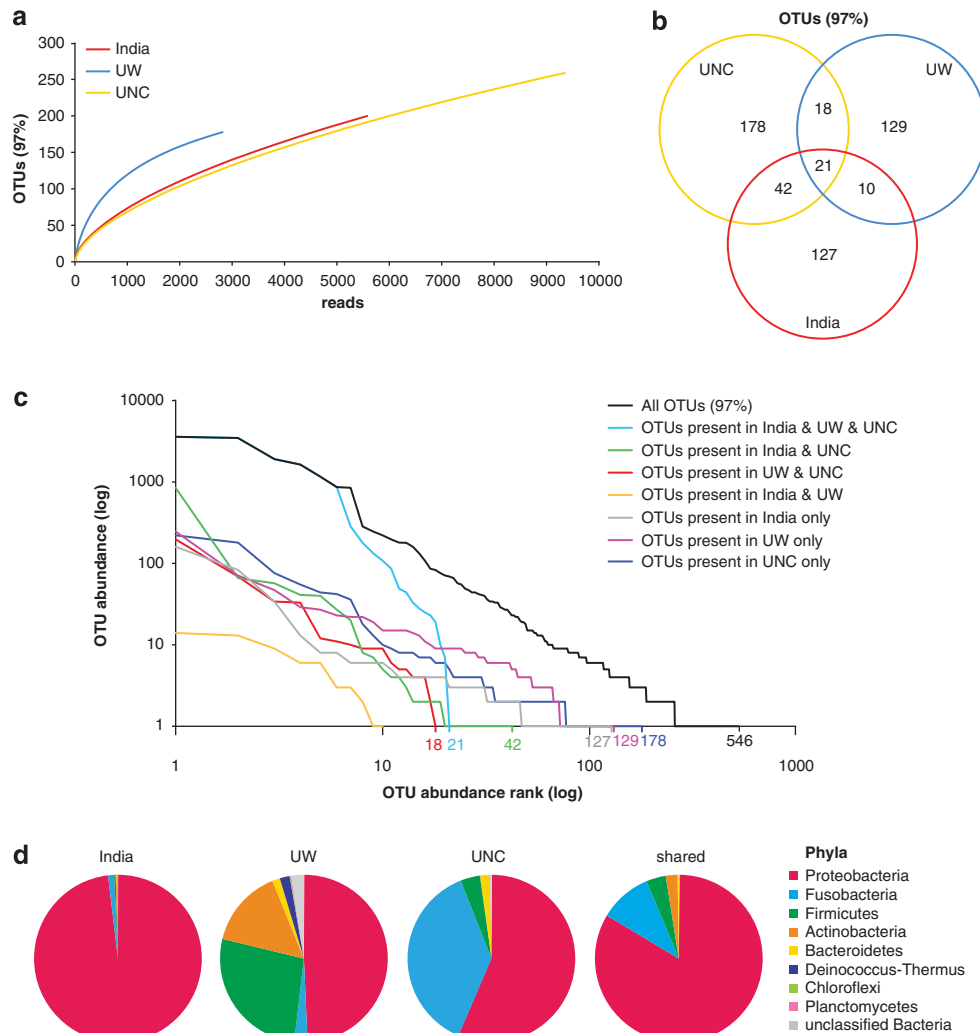 a
300
250
200
150
100
50
0
OTUs (97%)
India
UW
UNC
0 1000 2000 3000 4000 5000 6000 7000 8000 9000 10000
reads
b
OTUs (97%)
UNC
UW
18
178
129
21
42
10
127
India
c
10000
1000
100
10
1
OTU abundance (log)
All OTUs (97%)
OTUs present in India & UW & UNC
OTUs present in India & UNC
OTUs present in UW & UNC
OTUs present in India & UW
OTUs present in India only
OTUs present in UW only
OTUs present in UNC only
18 21 42 127 129 178 546
1 10 100 1000
OTU abundance rank (log)
d
India
UW
UNC
shared
Phyla
Proteobacteria
Fusobacteria
Firmicutes
Actinobacteria
Bacteroidetes
Deinococcus-Thermus
Chloroflexi
Planctomycetes
unclassified Bacteria